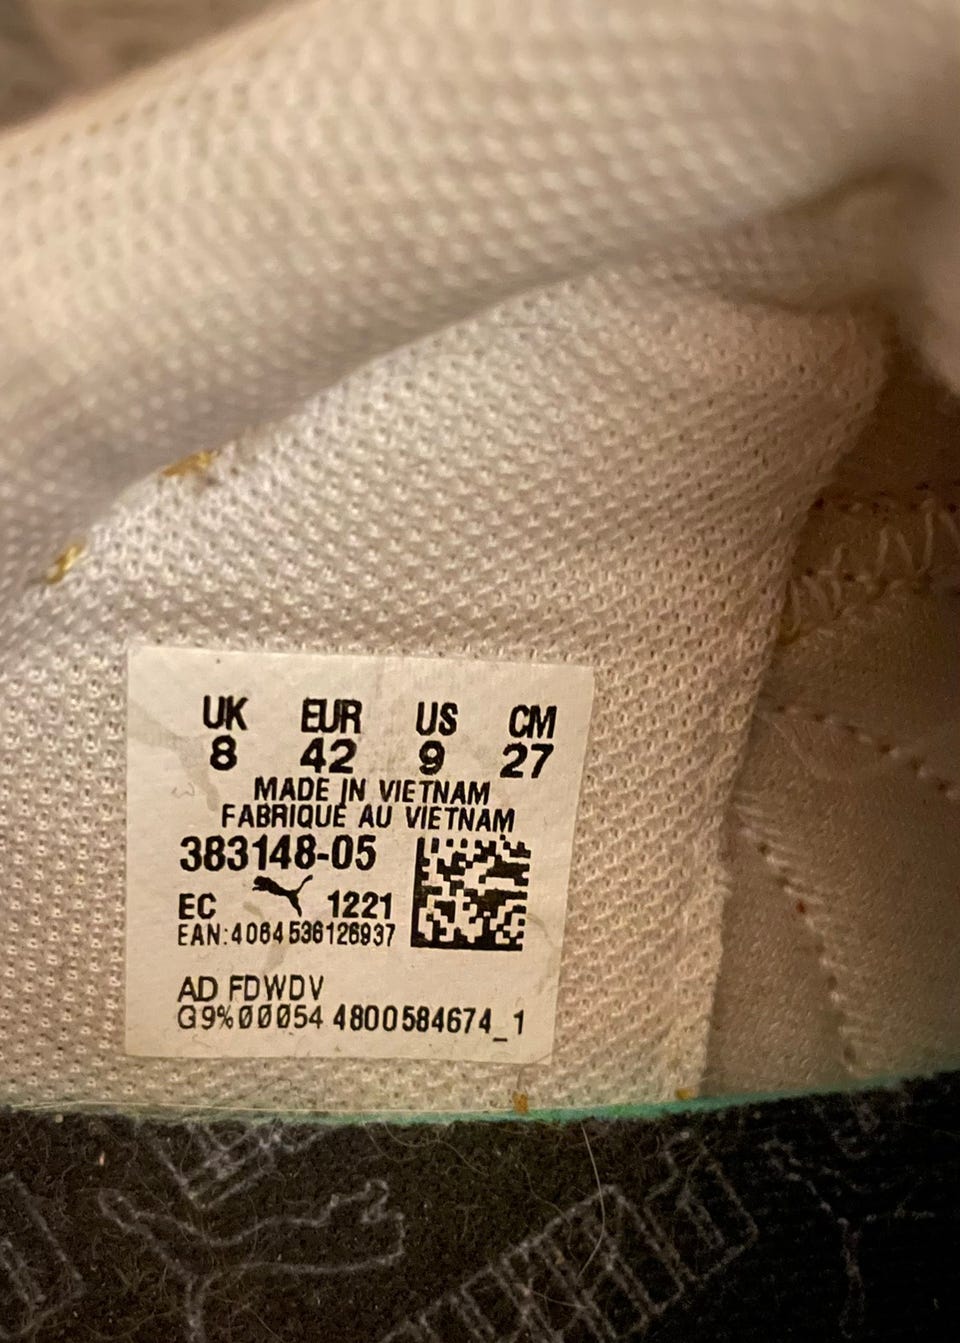 UK EUR US CM
8 42 9 27
MADE IN VIETNAM
FABRIQUE AU VIETNAM
383148-05
EC 1221
EAN:4064536126937
AD FDWDV
G9%00054 4800584674_1